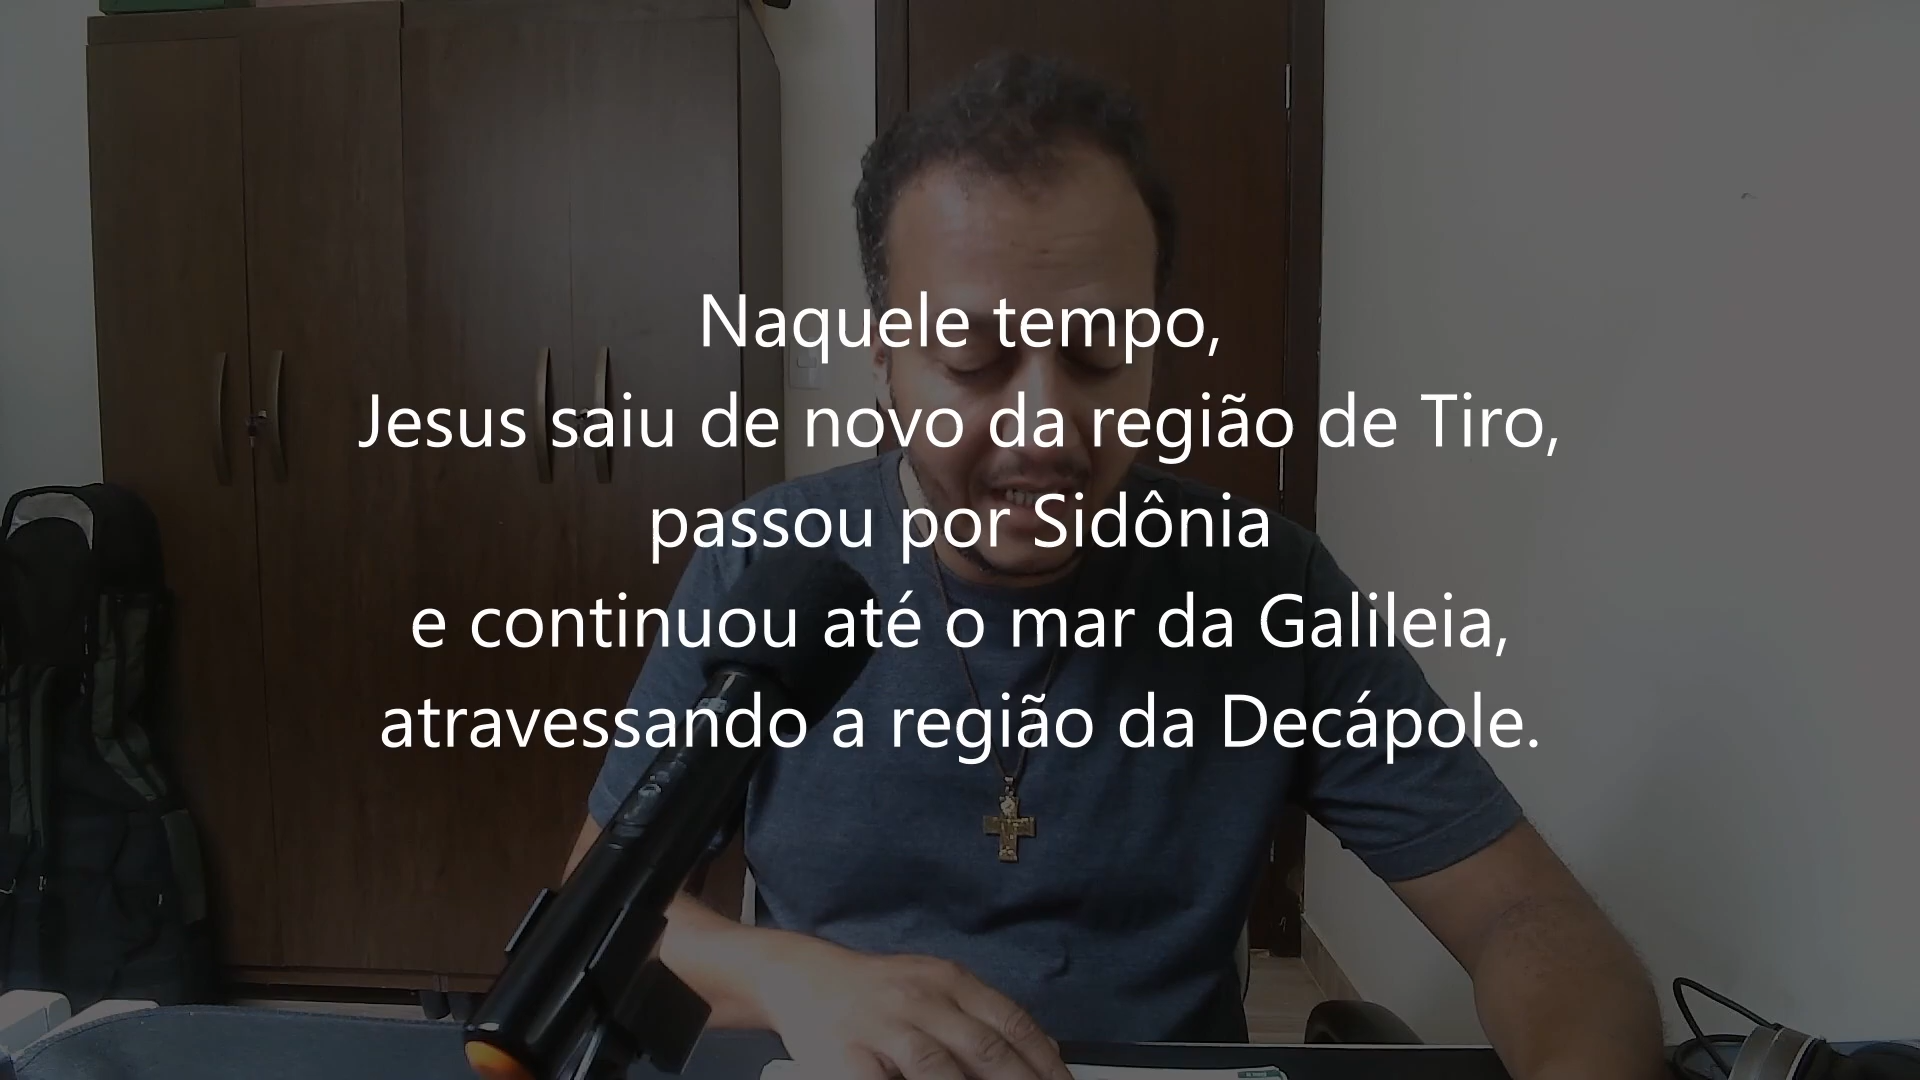 Naquele tempo,
Jesus saiu de novo da região de Tiro,
passou por Sidônia
e continuou até o mar da Galileia,
atravessando a região da Decápole.